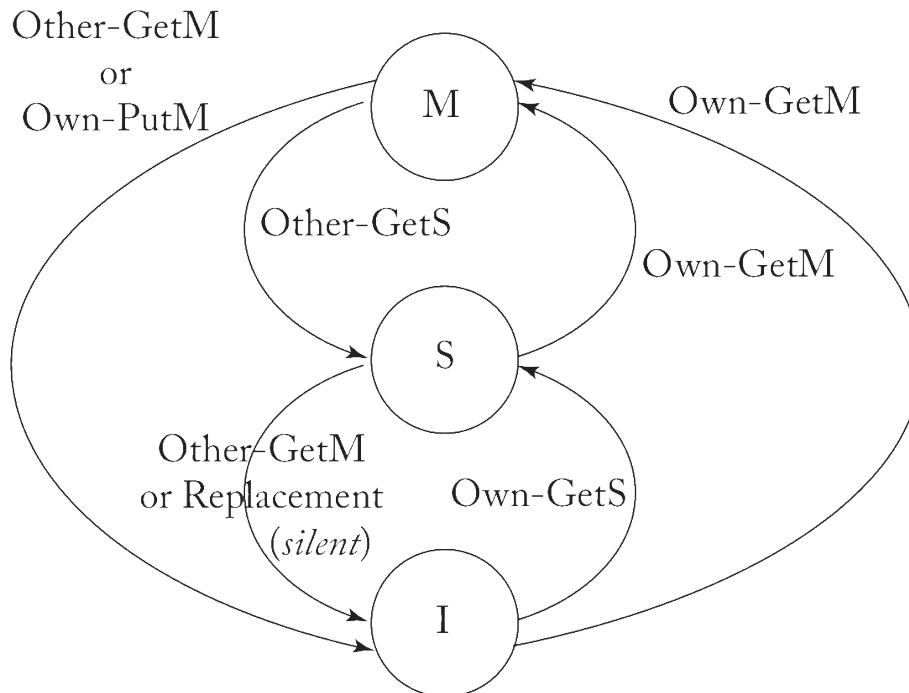 Other-GetM
or
Own-PutM
M
Own-GetM
Other-GetS
Own-GetM
S
Other-GetM
or Replacement
(silent)
Own-GetS
I